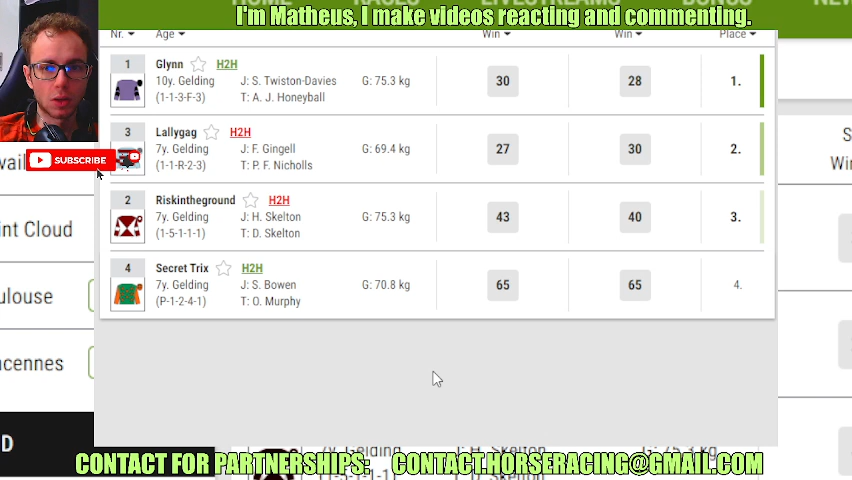 I'm Matheus, I make videos reacting and commenting.
Nr. Age Win Win Place
1 Glynn H2H
10y. Gelding J: S. Twiston-Davies G: 75.3 kg 30 28 1.
(1-1-3-F-3) T: A. J. Honeyball
3 Lallygag H2H
7y. Gelding J: F. Gingell G: 69.4 kg 27 30 2.
(1-1-R-2-3) T: P. F. Nicholls
SUBSCRIBE
2 Riskintheground H2H
7y. Gelding J: H. Skelton G: 75.3 kg 43 40 3.
(1-5-1-1-1) T: D. Skelton
4 Secret Trix H2H
7y. Gelding J: S. Bowen G: 70.8 kg 65 65 4.
(P-1-2-4-1) T: O. Murphy
int Cloud
ulouse
ncennes
D
CONTACT FOR PARTNERSHIPS: CONTACT.HORSERACING@GMAIL.COM